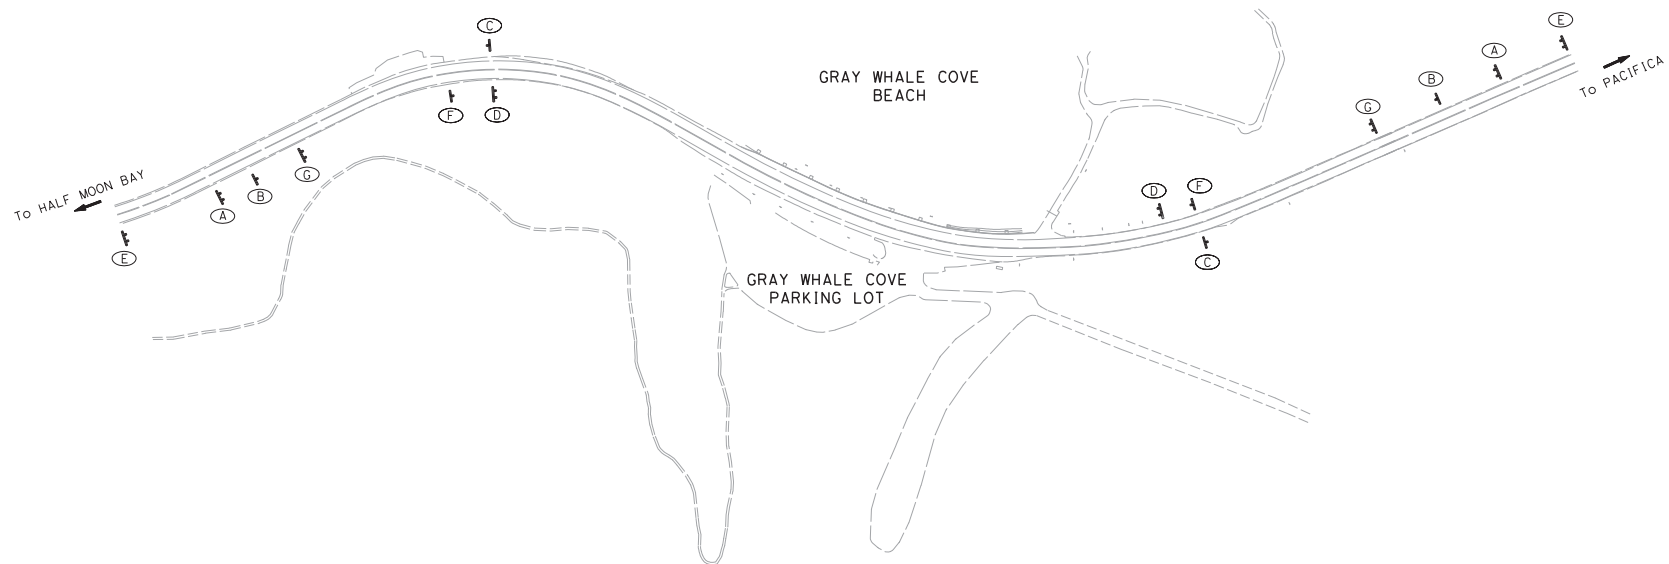 C
E
A
B
G
GRAY WHALE COVE
BEACH
To PACIFICA
F
D
To HALF MOON BAY
G
B
A
E
D
F
C
GRAY WHALE COVE
PARKING LOT